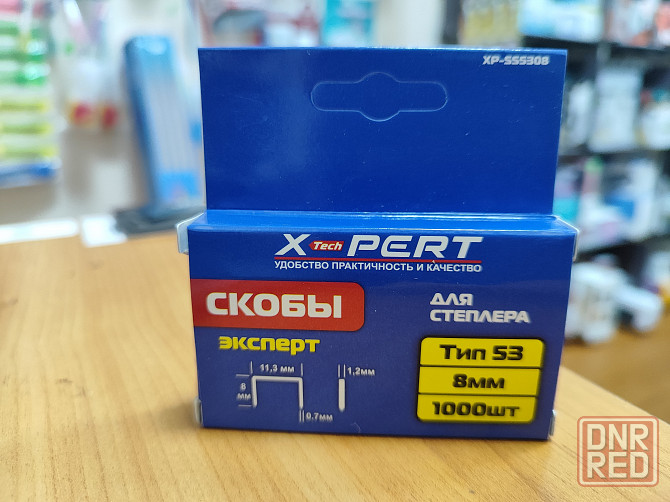 XP-SS5308
X-Tech PERT
УДОБСТВО ПРАКТИЧНОСТЬ И КАЧЕСТВО
СКОБЫ
ДЛЯ
СТЕПЛЕРА
ЭКСПЕРТ
Тип 53
8мм
1000шт
11,3 мм
1,2мм
8
мм
0.7мм
DNR
RED